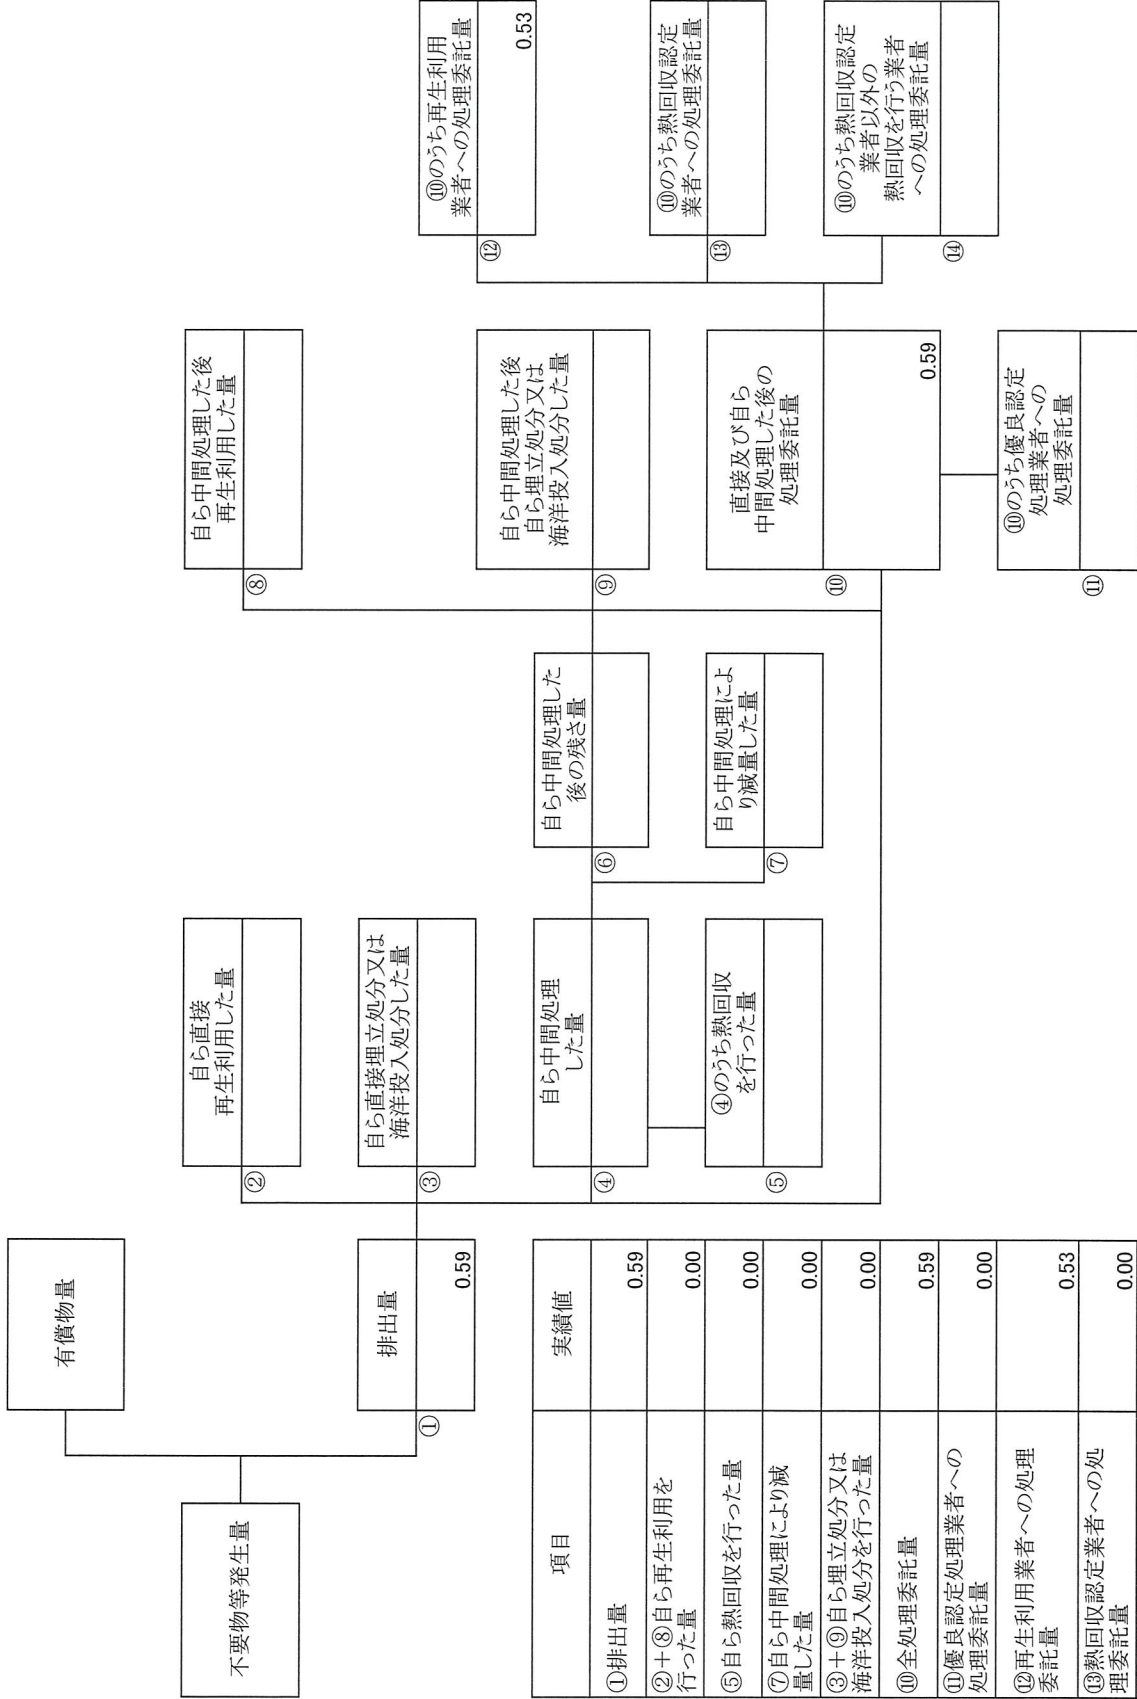 不要物等発生量
有償物量
①
排出量
0.59
②
自ら直接
再生利用した量
③
自ら直接埋立処分又は
海洋投入処分した量
④
自ら中間処理
した量
⑤
④のうち熱回収
を行った量
⑥
自ら中間処理した
後の残さ量
⑦
自ら中間処理によ
り減量した量
⑧
自ら中間処理した後
再生利用した量
⑨
自ら中間処理した後
自ら埋立処分又は
海洋投入処分した量
⑩
直接及び自ら
中間処理した後の
処理委託量
0.59
⑪
⑩のうち優良認定
処理業者への
処理委託量
⑫
⑩のうち再生利用
業者への処理委託量
0.53
⑬
⑩のうち熱回収認定
業者への処理委託量
⑭
⑩のうち熱回収認定
業者以外の
熱回収を行う業者
への処理委託量
項目
実績値
①排出量
0.59
②+⑧自ら再生利用を
行った量
0.00
⑤自ら熱回収を行った量
0.00
⑦自ら中間処理により減
量した量
0.00
③+⑨自ら埋立処分又は
海洋投入処分を行った量
0.00
⑩全処理委託量
0.59
⑪優良認定処理業者への
処理委託量
0.00
⑫再生利用業者への処理
委託量
0.53
⑬熱回収認定業者への処
理委託量
0.00